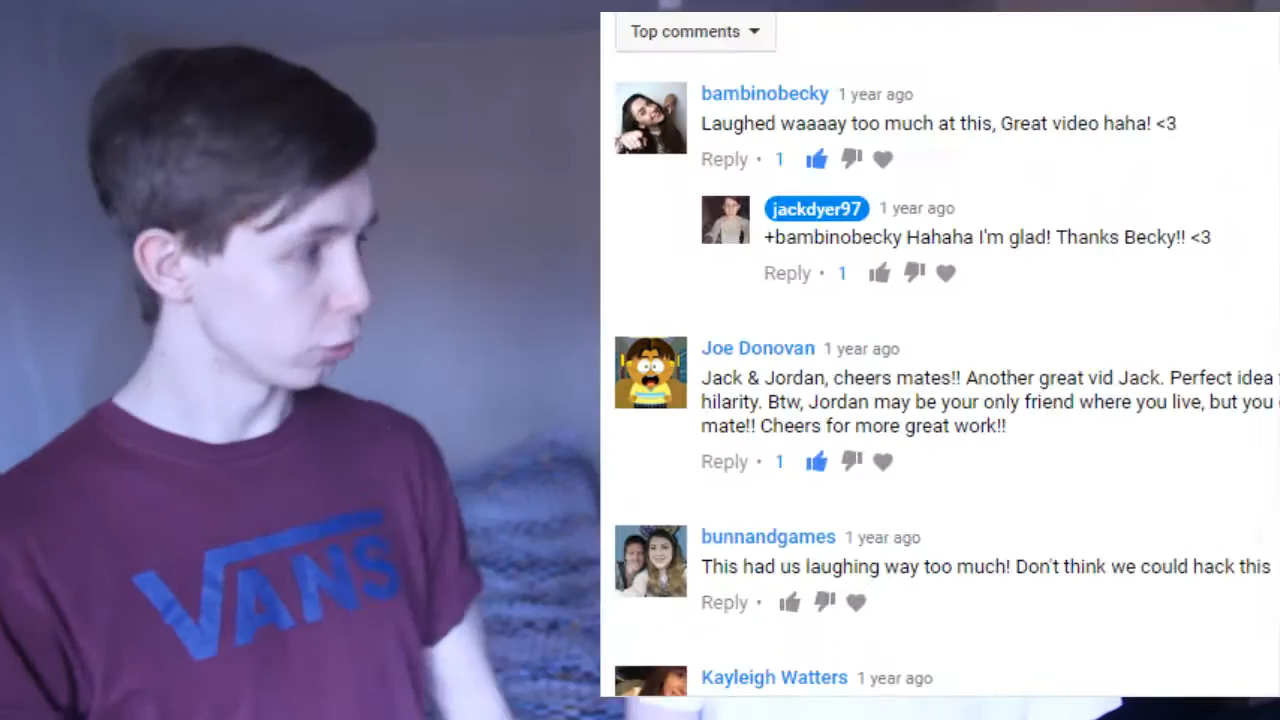 Top comments
bambinobecky 1 year ago
Laughed waaaay too much at this, Great video haha! <3
Reply • 1
jackdyer97 1 year ago
+bambinobecky Hahaha I'm glad! Thanks Becky!! <3
Reply • 1
Joe Donovan 1 year ago
Jack & Jordan, cheers mates!! Another great vid Jack. Perfect idea
hilarity. Btw, Jordan may be your only friend where you live, but you
mate!! Cheers for more great work!!
Reply • 1
bunnandgames 1 year ago
This had us laughing way too much! Don't think we could hack this
Reply •
Kayleigh Watters 1 year ago
VANS